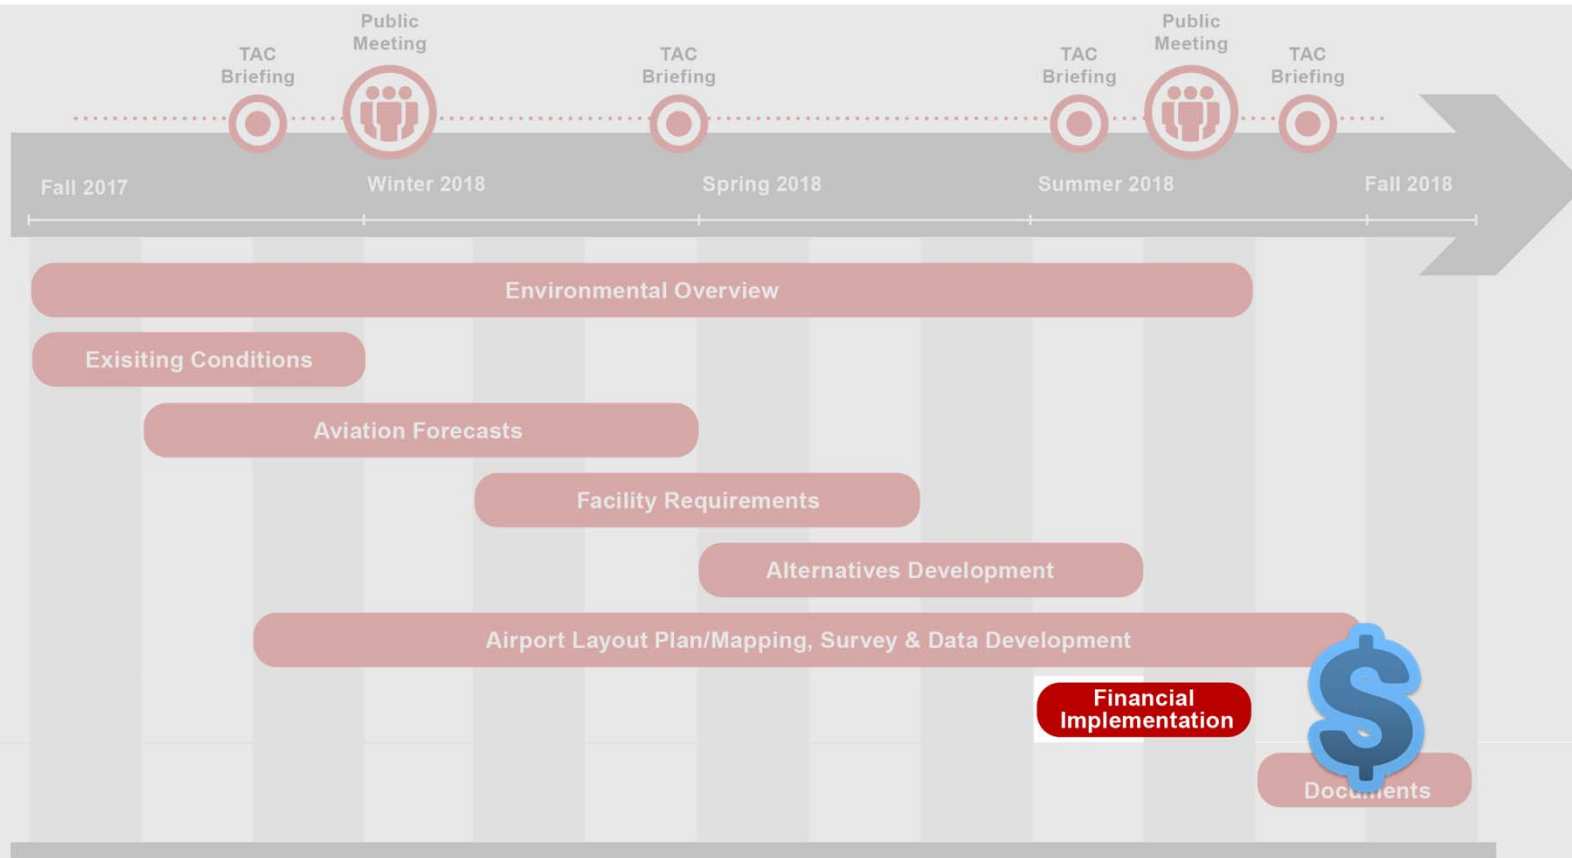 Public
Meeting
TAC
Briefing
TAC
Briefing
TAC
Briefing
Public
Meeting
TAC
Briefing
Fall 2017
Winter 2018
Spring 2018
Summer 2018
Fall 2018
Environmental Overview
Exisiting Conditions
Aviation Forecasts
Facility Requirements
Alternatives Development
Airport Layout Plan/Mapping, Survey & Data Development
Financial
Implementation
$
Documents